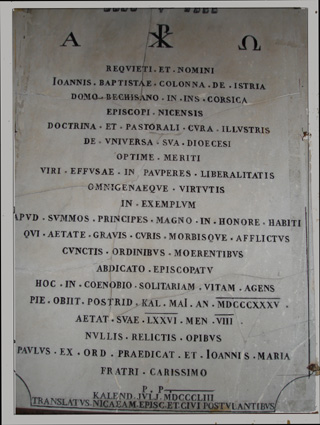 Α ☧ Ω
REQVIETI · ET · NOMINI
IOANNIS · BAPTISTAE · COLONNA · DE · ISTRIA
DOMO · BECHISANO · IN · INS · CORSICA
EPISCOPI · NICENSIS
DOCTRINA · ET · PASTORALI · CVRA · ILLVSTRIS
DE · VNIVERSA · SVA · DIOECESI
OPTIME · MERITI
VIRI · EFFVSAE · IN · PAVPERES · LIBERALITATIS
OMNIGENAEQVE · VIRTVTIS
IN · EXEMPLVM
APVD · SVMMOS · PRINCIPES · MAGNO · IN · HONORE · HABITI
QVI · AETATE · GRAVIS · CVRIS · MORBISQVE · AFFLICTVS
CVNCTIS · ORDINIBVS · MOERENTIBVS
ABDICATO · EPISCOPATV
HOC · IN · COENOBIO · SOLITARIAM · VITAM · AGENS
PIE · OBIIT · POSTRID · KAL · MAI · AN · MDCCCXXXV ·
AETAT · SVAE · LXXVI · MEN · VIII ·
NVLLIS · RELICTIS · OPIBVS
PAVLVS · EX · ORD · PRAEDICAT · ET · IOANNIS · MARIA
FRATRI · CARISSIMO
P · P
KALEND · IVLI · MDCCCLIII
TRANSLATVS · NICAEAM · EPISC · ET · CIVI · POSTVLANTIBVS